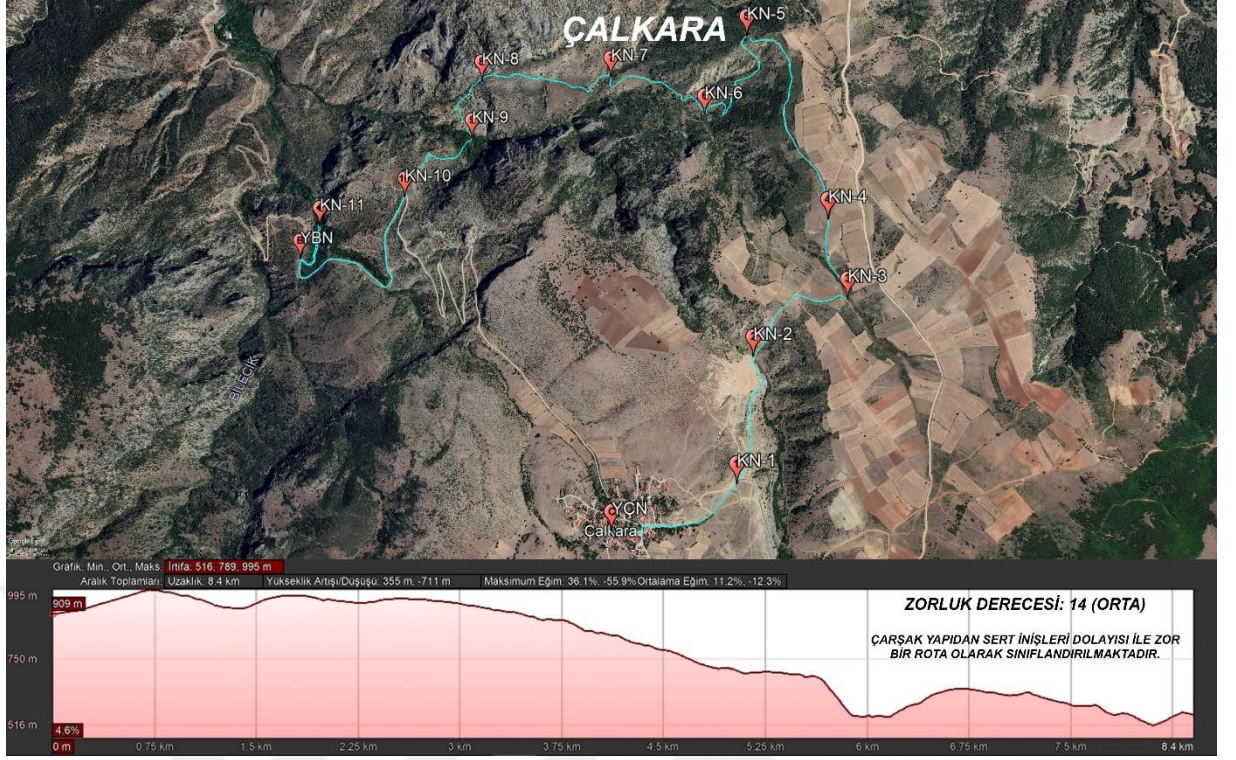 ÇALKARA
KN-5
KN-8
KN-7
KN-6
KN-9
KN-10
KN-4
KN-11
YBN
KN-3
KN-2
BİLECİK
KN-1
YÇN
Çalkara
Grafik: Min., Ort., Maks. İrtifa: 516, 789, 995 m
Aralık Toplamları: Uzaklık: 8.4 km Yükseklik Artışı/Düşüşü: 355 m, -711 m Maksimum Eğim: 36.1%, -55.9% Ortalama Eğim: 11.2%, -12.3%
995 m
909 m
ZORLUK DERECESİ: 14 (ORTA)
ÇARŞAK YAPIDAN SERT İNİŞLERİ DOLAYISI İLE ZOR
BİR ROTA OLARAK SINIFLANDIRILMAKTADIR.
750 m
516 m
4.6%
0 m 0.75 km 1.5 km 2.25 km 3 km 3.75 km 4.5 km 5.25 km 6 km 6.75 km 7.5 km 8.4 km